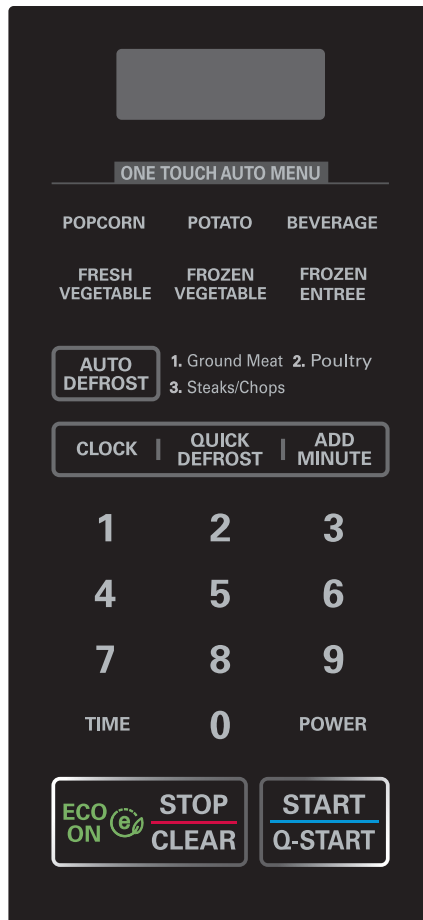 ONE TOUCH AUTO MENU
POPCORN POTATO BEVERAGE
FRESH VEGETABLE
FROZEN VEGETABLE
FROZEN ENTREE
AUTO DEFROST
1. Ground Meat 2. Poultry
3. Steaks/Chops
CLOCK | QUICK DEFROST | ADD MINUTE
1 2 3
4 5 6
7 8 9
TIME 0 POWER
ECO ON e
STOP
CLEAR
START
Q-START